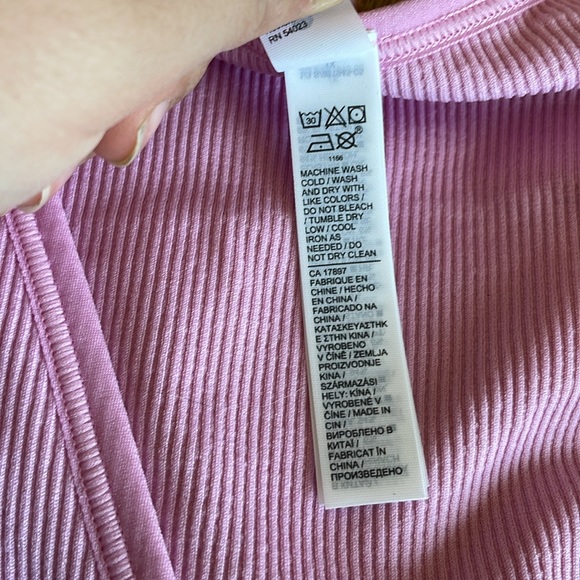 RN 54023
30
1166
MACHINE WASH
COLD / WASH
AND DRY WITH
LIKE COLORS /
DO NOT BLEACH
/ TUMBLE DRY
LOW / COOL
IRON AS
NEEDED / DO
NOT DRY CLEAN
CA 17897
FABRIQUE EN
CHINE / HECHO
EN CHINA /
FABRICADO NA
CHINA /
ΚΑΤΑΣΚΕΥΑΣΤΗΚ
Ε ΣΤΗΝ ΚΙΝΑ /
VYROBENO
V ČÍNĚ / ZEMLJA
PROIZVODNJE
KINA /
SZÁRMAZÁSI
HELY: KÍNA /
VYROBENÉ V
ČÍNE / MADE IN
CIN /
ВИРОБЛЕНО В
КИТАЇ /
FABRICAT ÎN
CHINA /
ПРОИЗВЕДЕНО